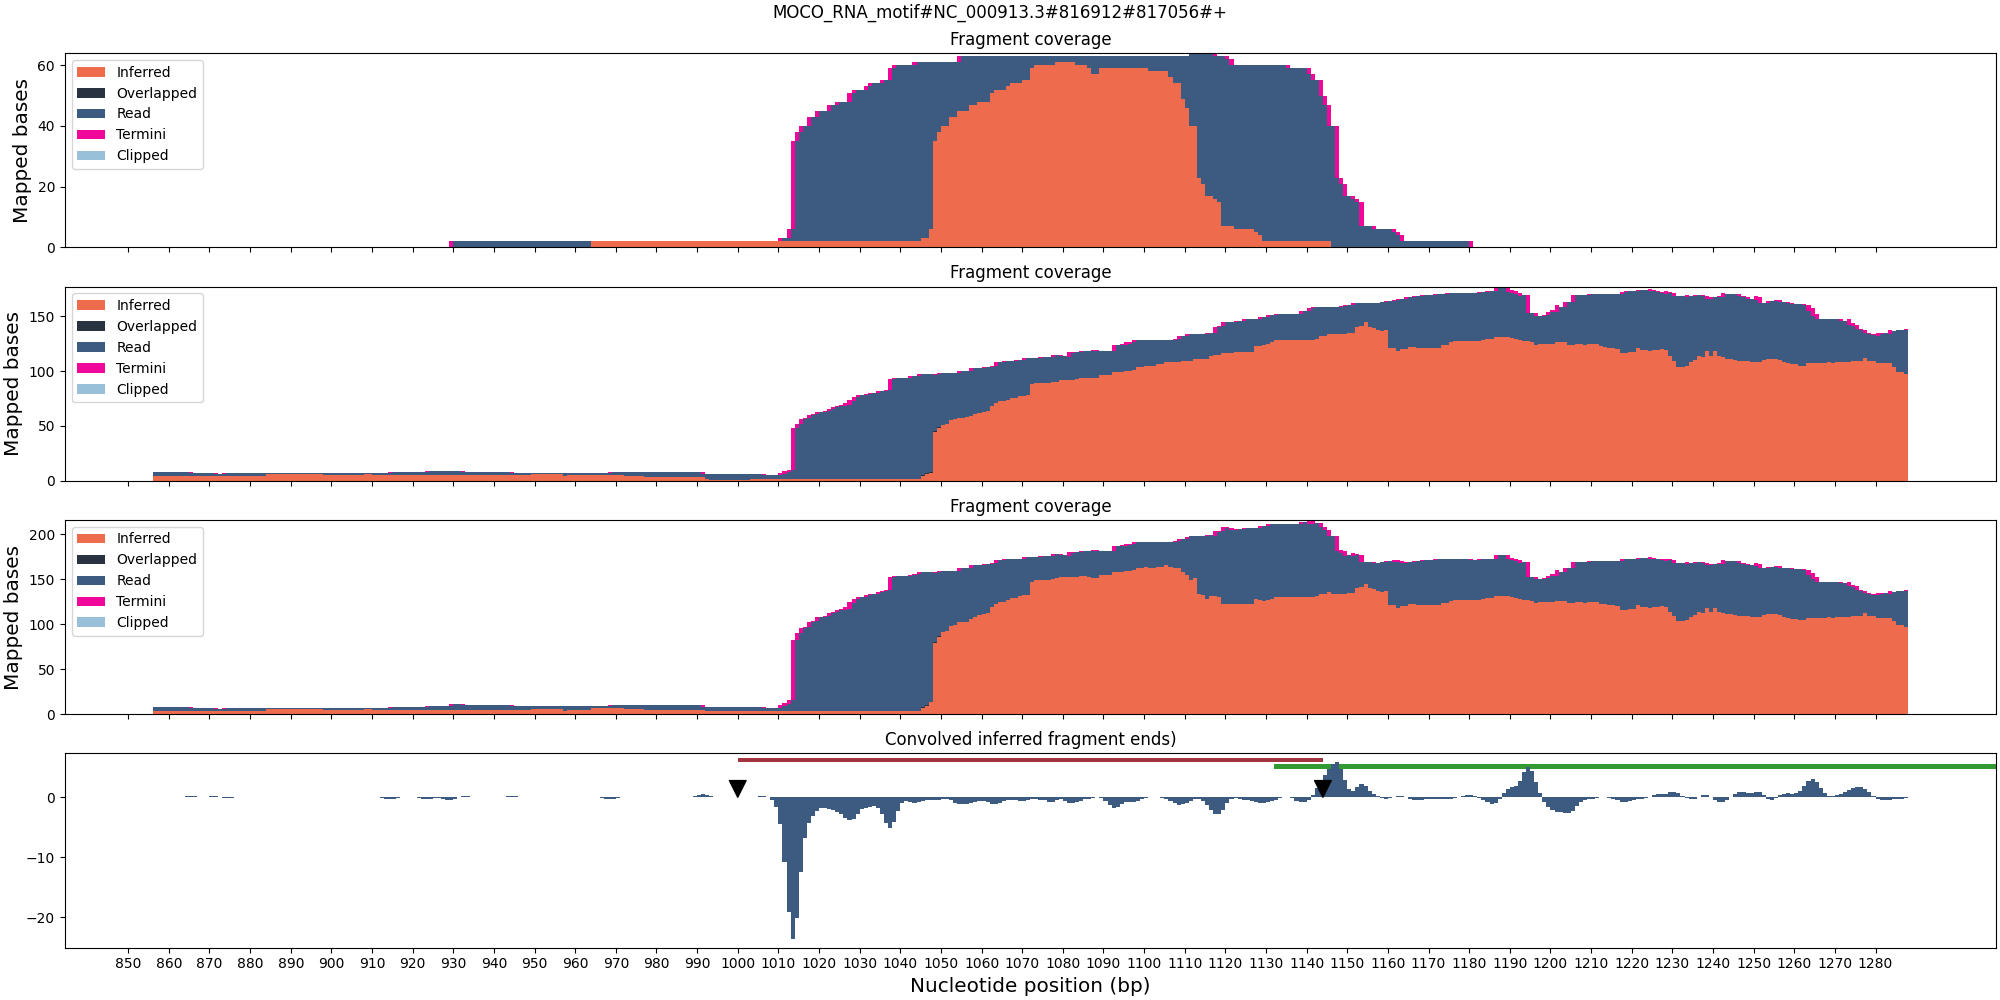 MOCO_RNA_motif#NC_000913.3#816912#817056#+
Fragment coverage
Mapped bases
60
40
20
0
Inferred
Overlapped
Read
Termini
Clipped
Fragment coverage
Mapped bases
150
100
50
0
Inferred
Overlapped
Read
Termini
Clipped
Fragment coverage
Mapped bases
200
150
100
50
0
Inferred
Overlapped
Read
Termini
Clipped
Convolved inferred fragment ends)
0
−10
−20
850 860 870 880 890 900 910 920 930 940 950 960 970 980 990 1000 1010 1020 1030 1040 1050 1060 1070 1080 1090 1100 1110 1120 1130 1140 1150 1160 1170 1180 1190 1200 1210 1220 1230 1240 1250 1260 1270 1280
Nucleotide position (bp)